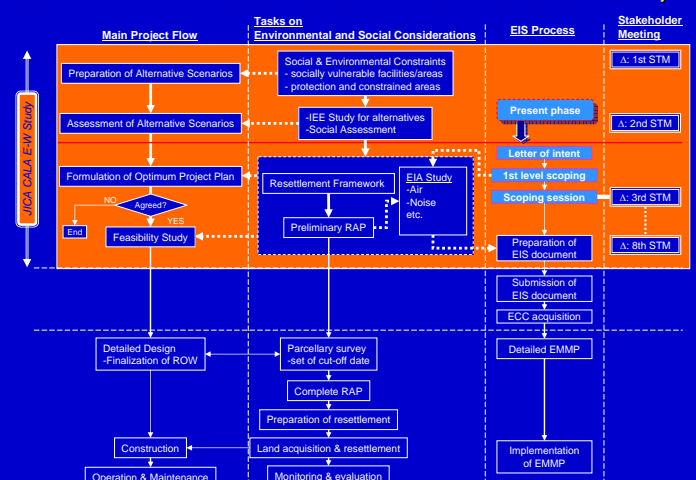 Main Project Flow
Tasks on
Environmental and Social Considerations
EIS Process
Stakeholder
Meeting
JICA CALA E-W Study
Preparation of Alternative Scenarios
Social & Environmental Constraints
- socially vulnerable facilities/areas
- protection and constrained areas
Δ: 1st STM
Present phase
Assessment of Alternative Scenarios
-IEE Study for alternatives
-Social Assessment
Δ: 2nd STM
Letter of intent
Formulation of Optimum Project Plan
Resettlement Framework
EIA Study
-Air
-Noise
etc.
1st level scoping
Scoping session
Δ: 3rd STM
NO
Agreed?
YES
End
Feasibility Study
Preliminary RAP
Preparation of
EIS document
Δ: 8th STM
Submission of
EIS document
ECC acquisition
Detailed Design
-Finalization of ROW
Parcellary survey
-set of cut-off date
Detailed EMMP
Complete RAP
Preparation of resettlement
Construction
Land acquisition & resettlement
Implementation
of EMMP
Operation & Maintenance
Monitoring & evaluation